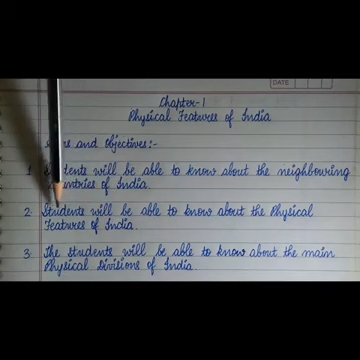 DATE
Chapter-1
Physical Features of India
and Objectives:-
1. will be able to know about the neighbouring
of India.
2. Students will be able to know about the Physical
Features of India.
3. The students will be able to know about the main
Physical Divisions of India.